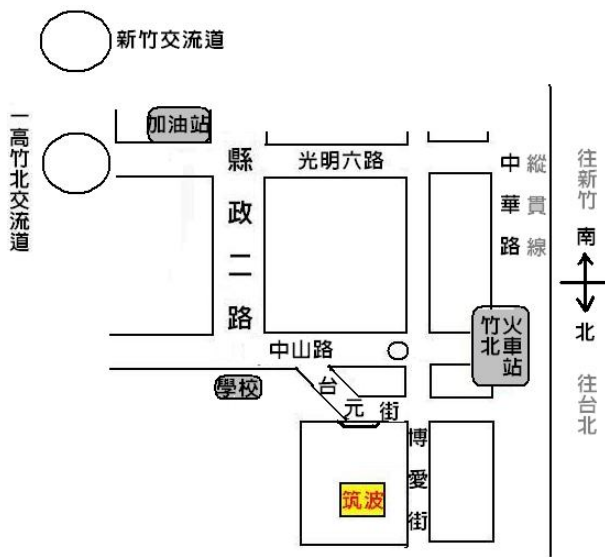 新竹交流道
一高竹北交流道
加油站
縣政二路
光明六路
中華路
縱貫線
往新竹
南
北
往台北
竹北
火車站
中山路
學校
台元街
博愛街
筑波